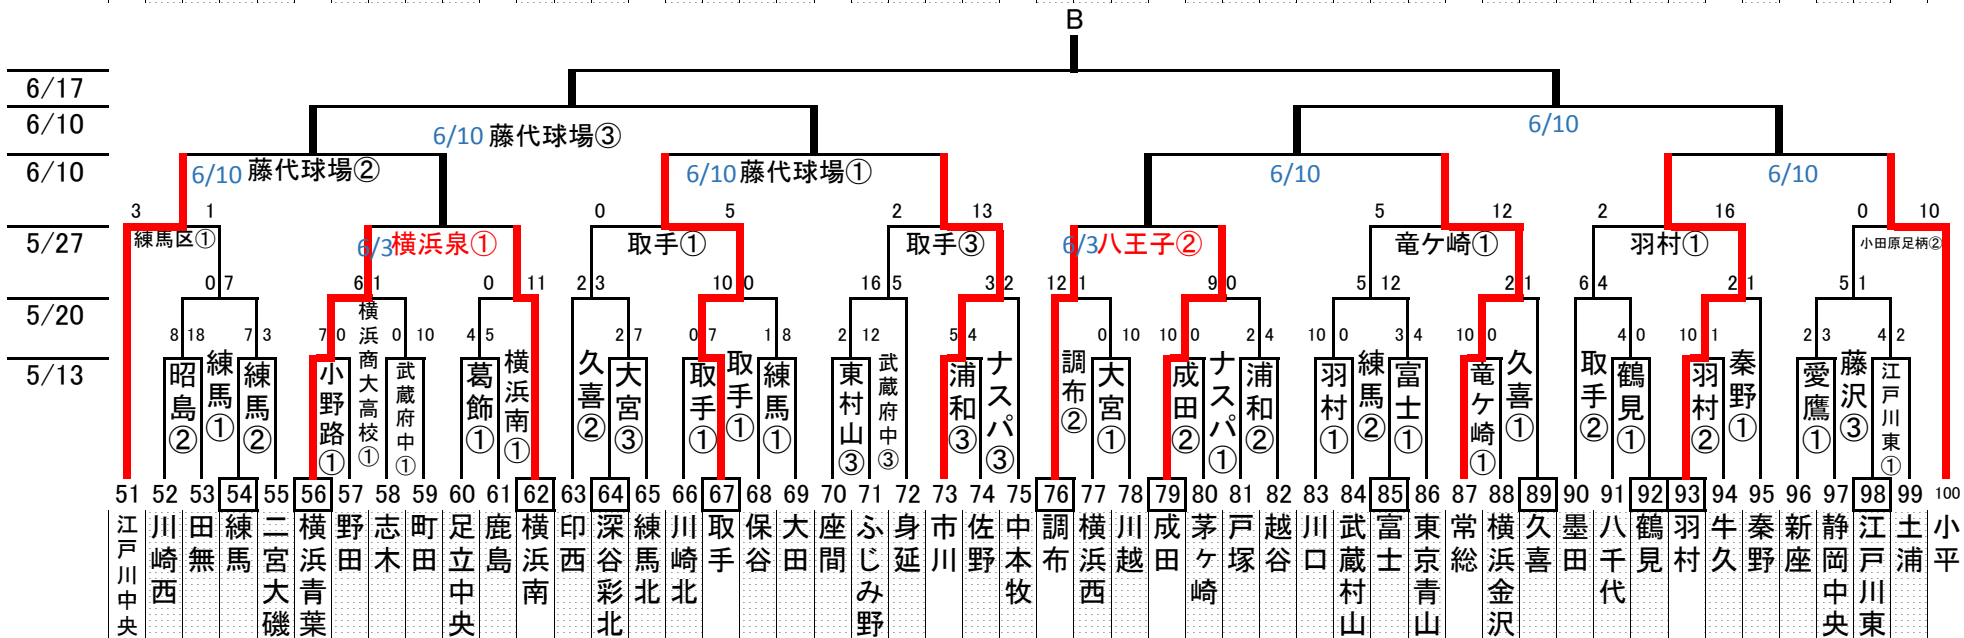 B
6/17
6/10
6/10 藤代球場③
6/10
6/10
6/10 藤代球場②
6/10 藤代球場①
6/10
6/10
3 1 0 5 2 13 5 12 2 16 0 10
5/27
練馬区①
6/3 横浜泉①
取手①
取手③
6/3 八王子②
竜ケ崎①
羽村①
小田原足柄②
0 7 6 1 0 11 2 3 10 0 16 5 3 2 12 1 9 0 5 12 2 1 6 4 2 1 5 1
5/20
8 18 7 3 7 0 0 10 4 5 2 7 0 7 1 8 2 12 5 4 0 10 10 0 2 4 10 0 3 4 10 0 4 0 10 1 2 3 4 2
5/13
昭島②
練馬①
練馬②
小野路①
横浜商大高校①
武蔵府中①
葛飾①
横浜南①
久喜②
大宮③
取手①
取手①
練馬①
東村山③
武蔵府中③
浦和③
ナスパ③
調布②
大宮①
成田②
ナスパ①
浦和②
羽村①
練馬②
富士①
竜ケ崎①
久喜①
取手②
鶴見①
羽村②
秦野①
愛鷹①
藤沢③
江戸川東①
51 52 53 54 55 56 57 58 59 60 61 62 63 64 65 66 67 68 69 70 71 72 73 74 75 76 77 78 79 80 81 82 83 84 85 86 87 88 89 90 91 92 93 94 95 96 97 98 99 100
江戸川中央
川崎西
田無
練馬
二宮大磯
横浜青葉
野田
志木
町田
足立中央
鹿島
横浜南
印西
深谷彩北
練馬北
川崎北
取手
保谷
大田
座間
ふじみ野
身延
市川
佐野
中本牧
調布
横浜西
川越
成田
茅ヶ崎
戸塚
越谷
川口
武蔵村山
富士
東京青山
常総
横浜金沢
久喜
墨田
八千代
鶴見
羽村
牛久
秦野
新座
静岡中央
江戸川東
土浦
小平